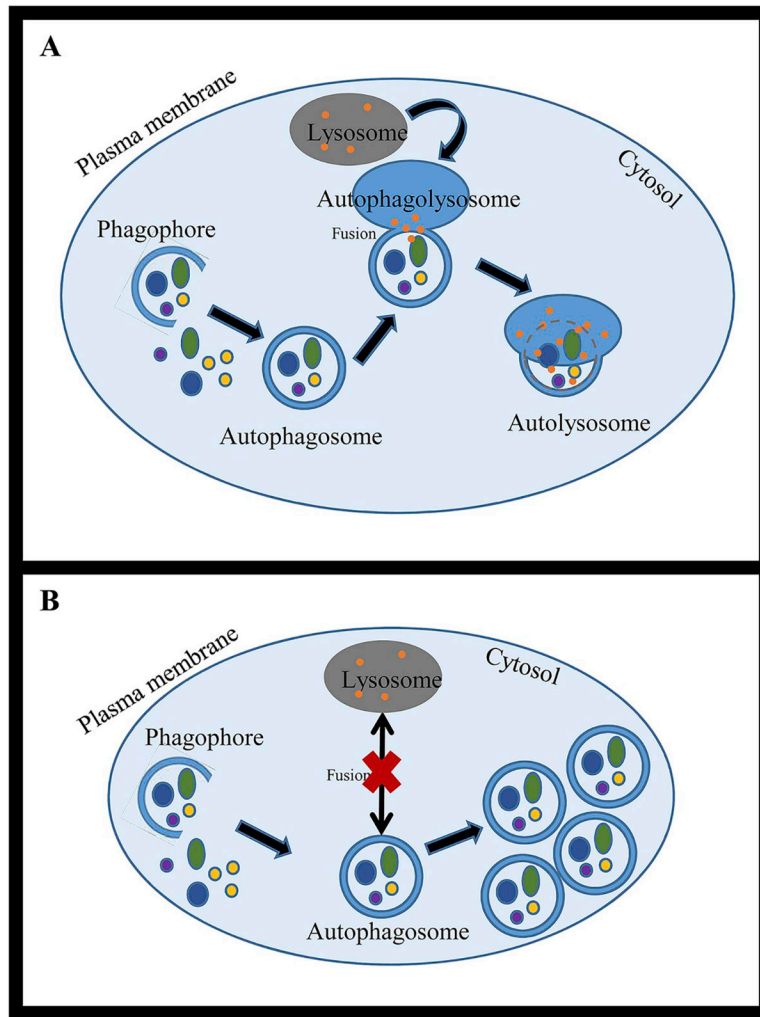 A
Plasma membrane
Lysosome
Cytosol
Autophagolysosome
Phagophore
Fusion
Autophagosome
Autolysosome
B
Plasma membrane
Cytosol
Lysosome
Phagophore
Fusion
Autophagosome